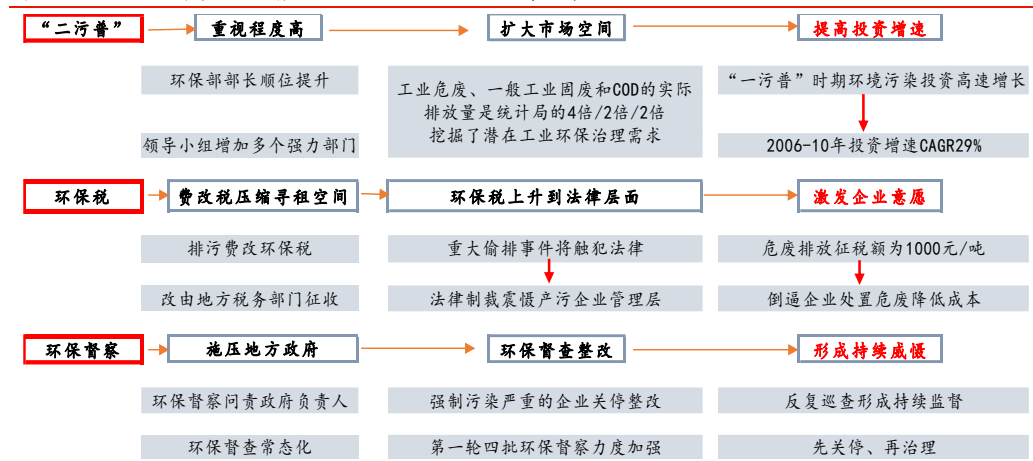 “二污普”
重视程度高
扩大市场空间
提高投资增速
环保部部长顺位提升
领导小组增加多个强力部门
工业危废、一般工业固废和COD的实际
排放量是统计局的4倍/2倍/2倍
挖掘了潜在工业环保治理需求
“一污普”时期环境污染投资高速增长
2006-10年投资增速CAGR29%
环保税
费改税压缩寻租空间
环保税上升到法律层面
激发企业意愿
排污费改环保税
重大偷排事件将触犯法律
危废排放征税额为1000元/吨
改由地方税务部门征收
法律制裁震慑产污企业管理层
倒逼企业处置危废降低成本
环保督察
施压地方政府
环保督查整改
形成持续威慑
环保督察问责政府负责人
强制污染严重的企业关停整改
反复巡查形成持续监督
环保督查常态化
第一轮四批环保督察力度加强
先关停、再治理